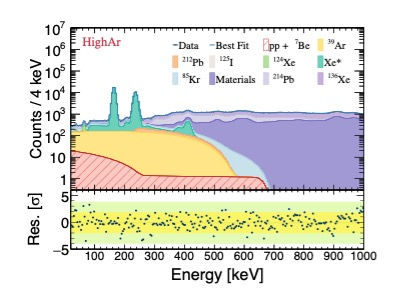 10⁷
HighAr
Data Best Fit pp + ⁷Be ³⁹Ar
10⁶
²¹²Pb ¹²⁵I ¹²⁴Xe Xe*
10⁵
⁸⁵Kr Materials ²¹⁴Pb ¹³⁶Xe
10⁴
10³
10²
10
1
Counts / 4 keV
5
0
−5
Res. [σ]
100 200 300 400 500 600 700 800 900 1000
Energy [keV]